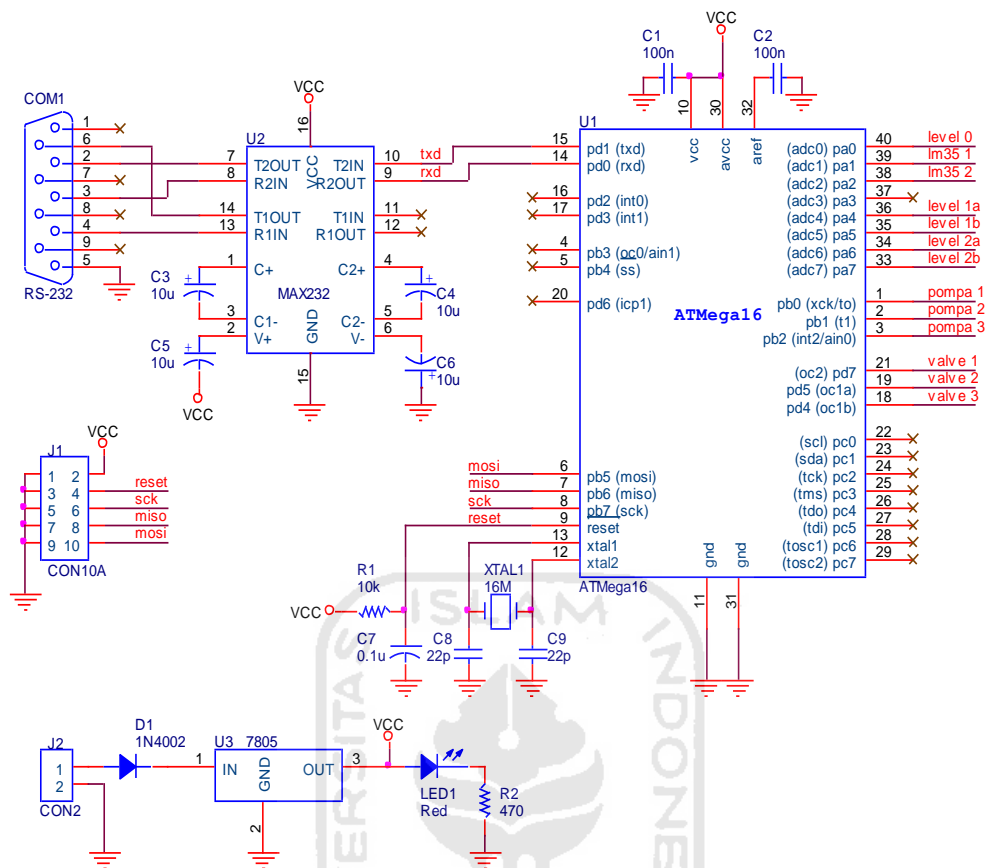 VCC
C1
100n
C2
100n
10
30
32
COM1
1
6
2
7
3
8
4
9
5
RS-232
VCC
16
U2
VCC
7 T2OUT
8 R2IN
14 T1OUT
13 R1IN
1 C+
3 C1-
2 V+
T2IN 10 txd
R2OUT 9 rxd
T1IN 11
R1OUT 12
C2+ 4
C2- 5
V- 6
MAX232
GND
15
C3
10u
C5
10u
VCC
C4
10u
C6
10u
U1
vcc
avcc
aref
15 pd1 (txd)
14 pd0 (rxd)
16 pd2 (int0)
17 pd3 (int1)
4 pb3 (oc0/ain1)
5 pb4 (ss)
20 pd6 (icp1)
ATMega16
mosi 6 pb5 (mosi)
miso 7 pb6 (miso)
sck 8 pb7 (sck)
reset 9 reset
13 xtal1
12 xtal2
(adc0) pa0 40 level 0
(adc1) pa1 39 lm35 1
(adc2) pa2 38 lm35 2
(adc3) pa3 37
(adc4) pa4 36 level 1a
(adc5) pa5 35 level 1b
(adc6) pa6 34 level 2a
(adc7) pa7 33 level 2b
pb0 (xck/to) 1 pompa 1
pb1 (t1) 2 pompa 2
pb2 (int2/ain0) 3 pompa 3
(oc2) pd7 21 valve 1
pd5 (oc1a) 19 valve 2
pd4 (oc1b) 18 valve 3
(scl) pc0 22
(sda) pc1 23
(tck) pc2 24
(tms) pc3 25
(tdo) pc4 26
(tdi) pc5 27
(tosc1) pc6 28
(tosc2) pc7 29
gnd
gnd
11
31
ATMega16
VCC
J1
1 2
3 4 reset
5 6 sck
7 8 miso
9 10 mosi
CON10A
R1
10k
VCC
XTAL1
16M
C7
0.1u
C8
22p
C9
22p
ISLAM
INDONE
ERSITAS
J2
1
2
CON2
D1
1N4002
U3 7805
1 IN
GND
OUT 3
2
VCC
LED1
Red
R2
470